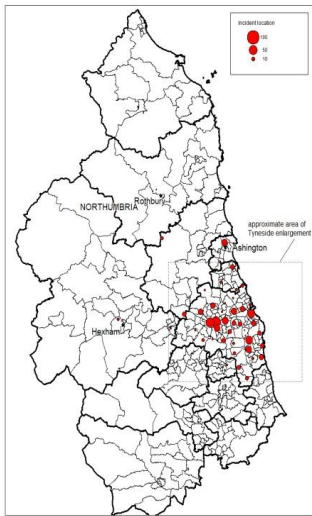 Incident location
100
50
10
NORTHUMBRIA
Rothbury
approximate area of
Tyneside enlargement
Ashington
Hexham